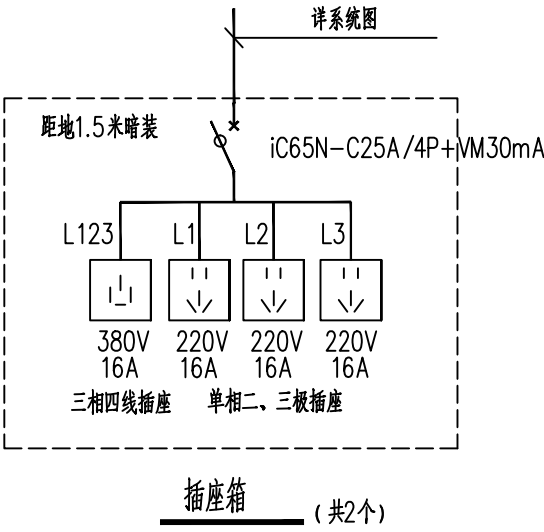 详系统图
距地1.5米暗装
iC65N-C25A/4P+VM30mA
L123 L1 L2 L3
380V 220V 220V 220V
16A 16A 16A 16A
三相四线插座 单相二、三极插座
插座箱 (共2个)